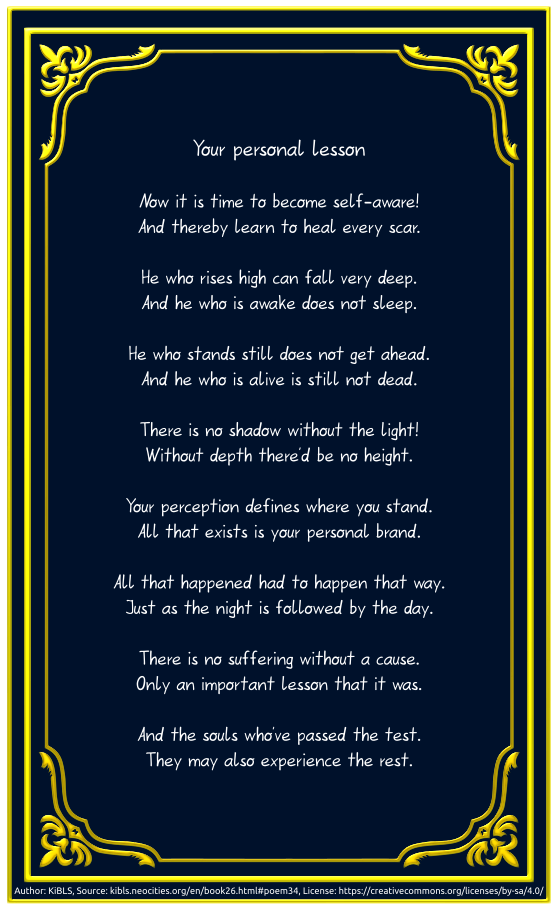 Your personal lesson
Now it is time to become self-aware!
And thereby learn to heal every scar.
He who rises high can fall very deep.
And he who is awake does not sleep.
He who stands still does not get ahead.
And he who is alive is still not dead.
There is no shadow without the light!
Without depth there'd be no height.
Your perception defines where you stand.
All that exists is your personal brand.
All that happened had to happen that way.
Just as the night is followed by the day.
There is no suffering without a cause.
Only an important lesson that it was.
And the souls who've passed the test.
They may also experience the rest.
Author: KiBLS, Source: kibls.neocities.org/en/book26.html#poem34, License: https://creativecommons.org/licenses/by-sa/4.0/